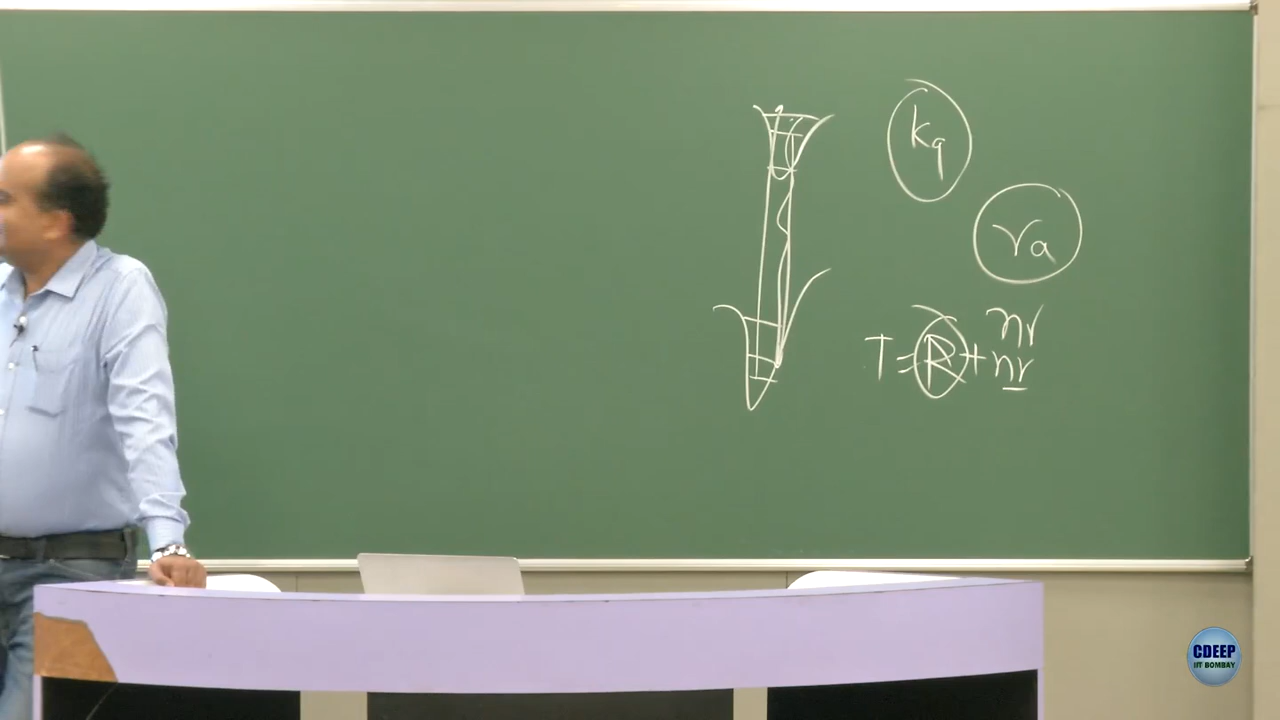 kq
ra
nr
T = R + nr
CDEEP
IIT BOMBAY